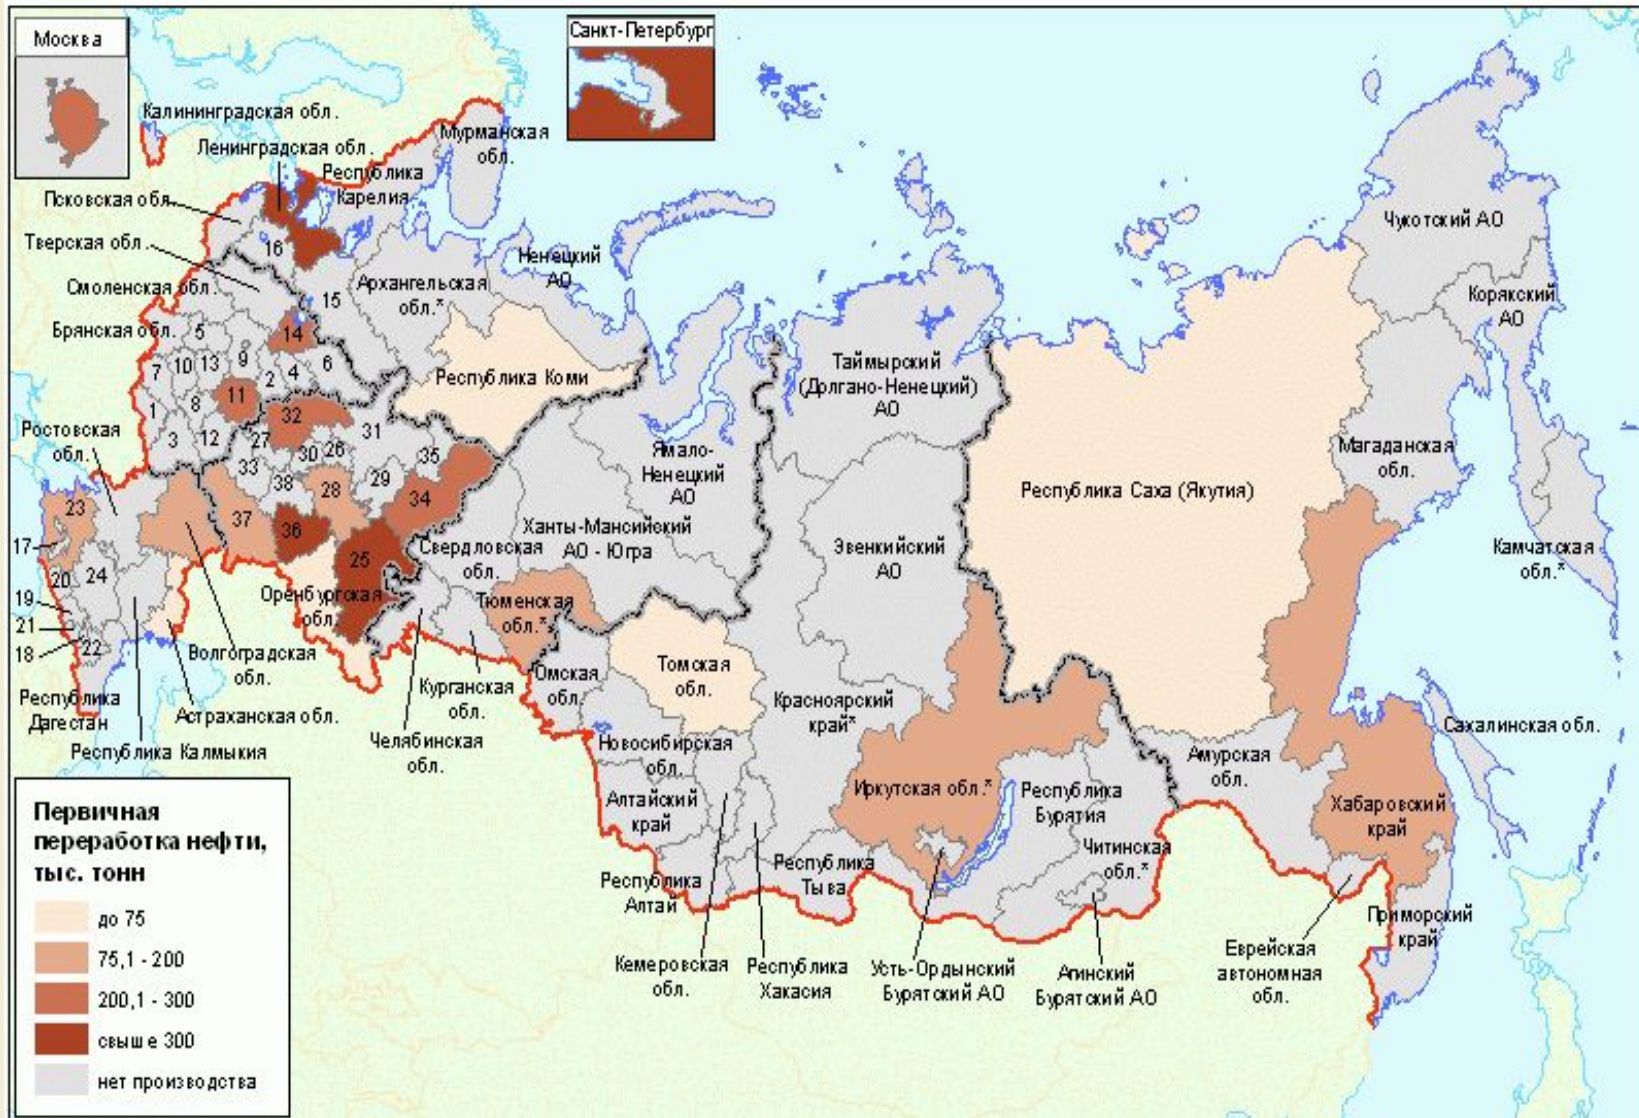 Москва
Санкт-Петербург
Калининградская обл.
Ленинградская обл.
Мурманская
обл.
Республика
Карелия
Псковская обл.
Тверская обл.
Смоленская обл.
Брянская обл.
Ненецкий
АО
Архангельская
обл.*
Республика Коми
Чукотский АО
Корякский
АО
Таймырский
(Долгано-Ненецкий)
АО
Ямало-
Ненецкий
АО
Магаданская
обл.
Республика Саха (Якутия)
Ростовская
обл.
Ханты-Мансийский
АО - Югра
Эвенкийский
АО
Камчатская
обл.*
Свердловская
обл.
Оренбургская
обл.
Тюменская
обл.*
Волгоградская
обл.
Омская
обл.
Томская
обл.
Курганская
обл.
Красноярский
край*
Республика
Дагестан
Астраханская обл.
Республика Калмыкия
Челябинская
обл.
Новосибирская
обл.
Сахалинская обл.
Амурская
обл.
Иркутская обл.*
Республика
Бурятия
Хабаровский
край
Алтайский
край
Читинская
обл.*
Республика
Алтай
Республика
Тыва
Приморский
край
Кемеровская
обл.
Республика
Хакасия
Усть-Ордынский
Бурятский АО
Агинский
Бурятский АО
Еврейская
автономная
обл.
16
15
14
5
9
7
10
13
2
4
6
1
8
11
3
12
32
31
27
30
26
35
33
38
28
29
34
23
37
36
25
17
20
24
19
21
18
22
Первичная
переработка нефти,
тыс. тонн
до 75
75,1 - 200
200,1 - 300
свыше 300
нет производства